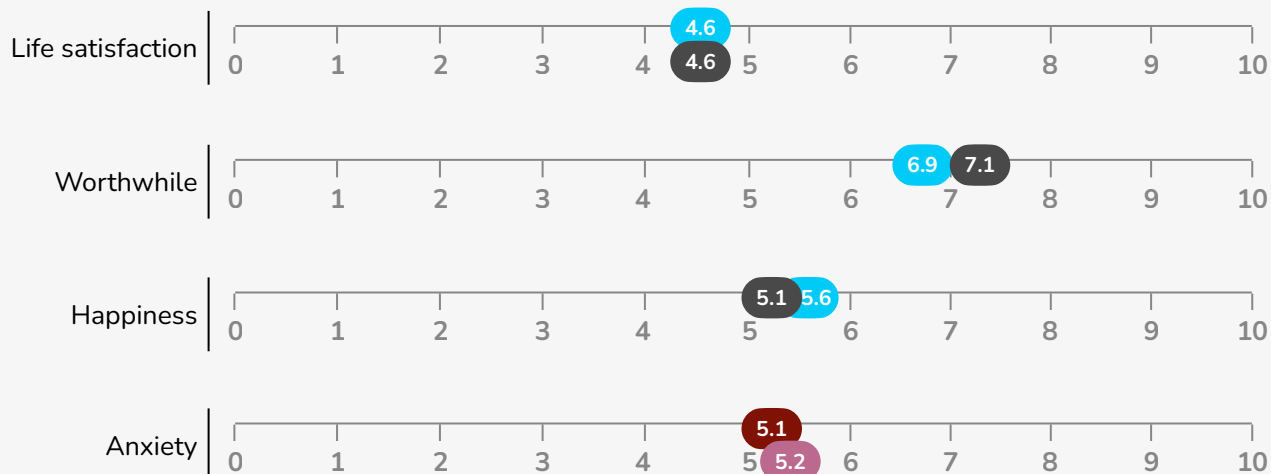 4.6
Life satisfaction
0 1 2 3 4 4.6 5 6 7 8 9 10
6.9 7.1
Worthwhile
0 1 2 3 4 5 6 7 8 9 10
5.1 5.6
Happiness
0 1 2 3 4 5 6 7 8 9 10
5.1
Anxiety
0 1 2 3 4 5 5.2 6 7 8 9 10